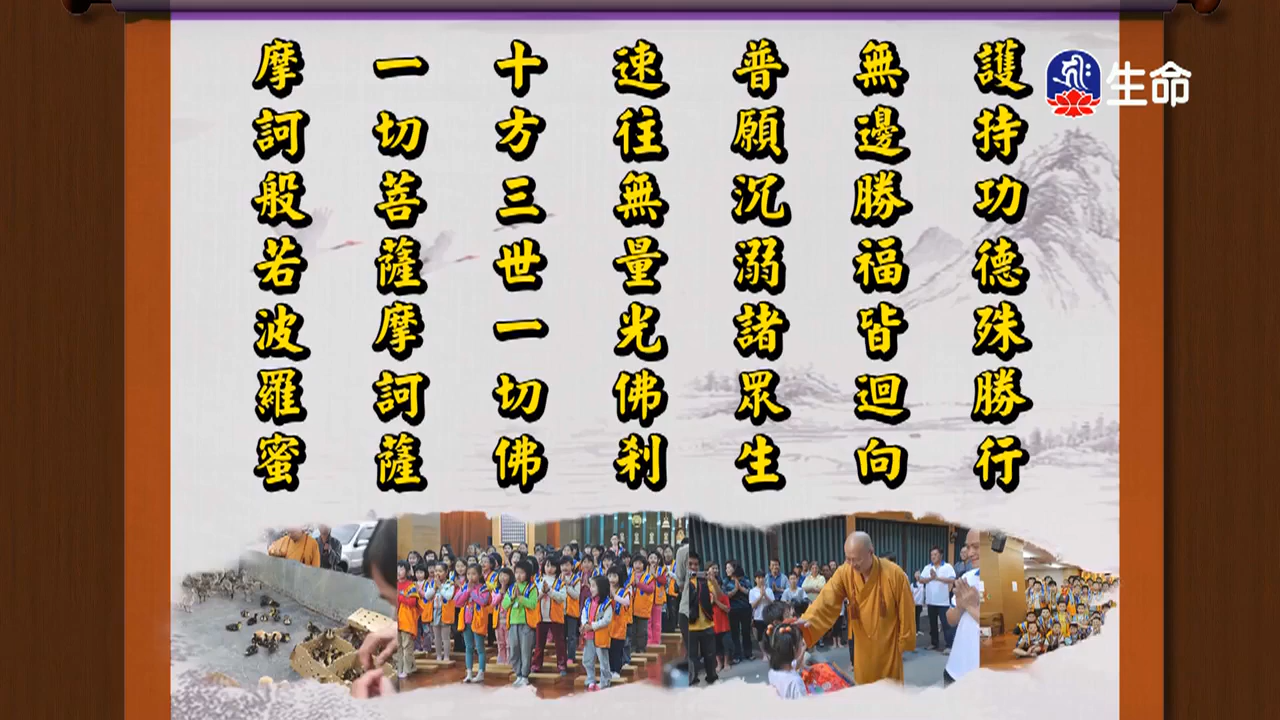 護持功德殊勝行
無邊勝福皆迴向
普願沉溺諸眾生
速往無量光佛剎
十方三世一切佛
一切菩薩摩訶薩
摩訶般若波羅蜜
生命